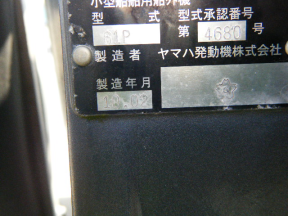 小型船舶用船外機
型式 型式承認番号
第 4680 号
製造者 ヤマハ発動機株式会
製造年月